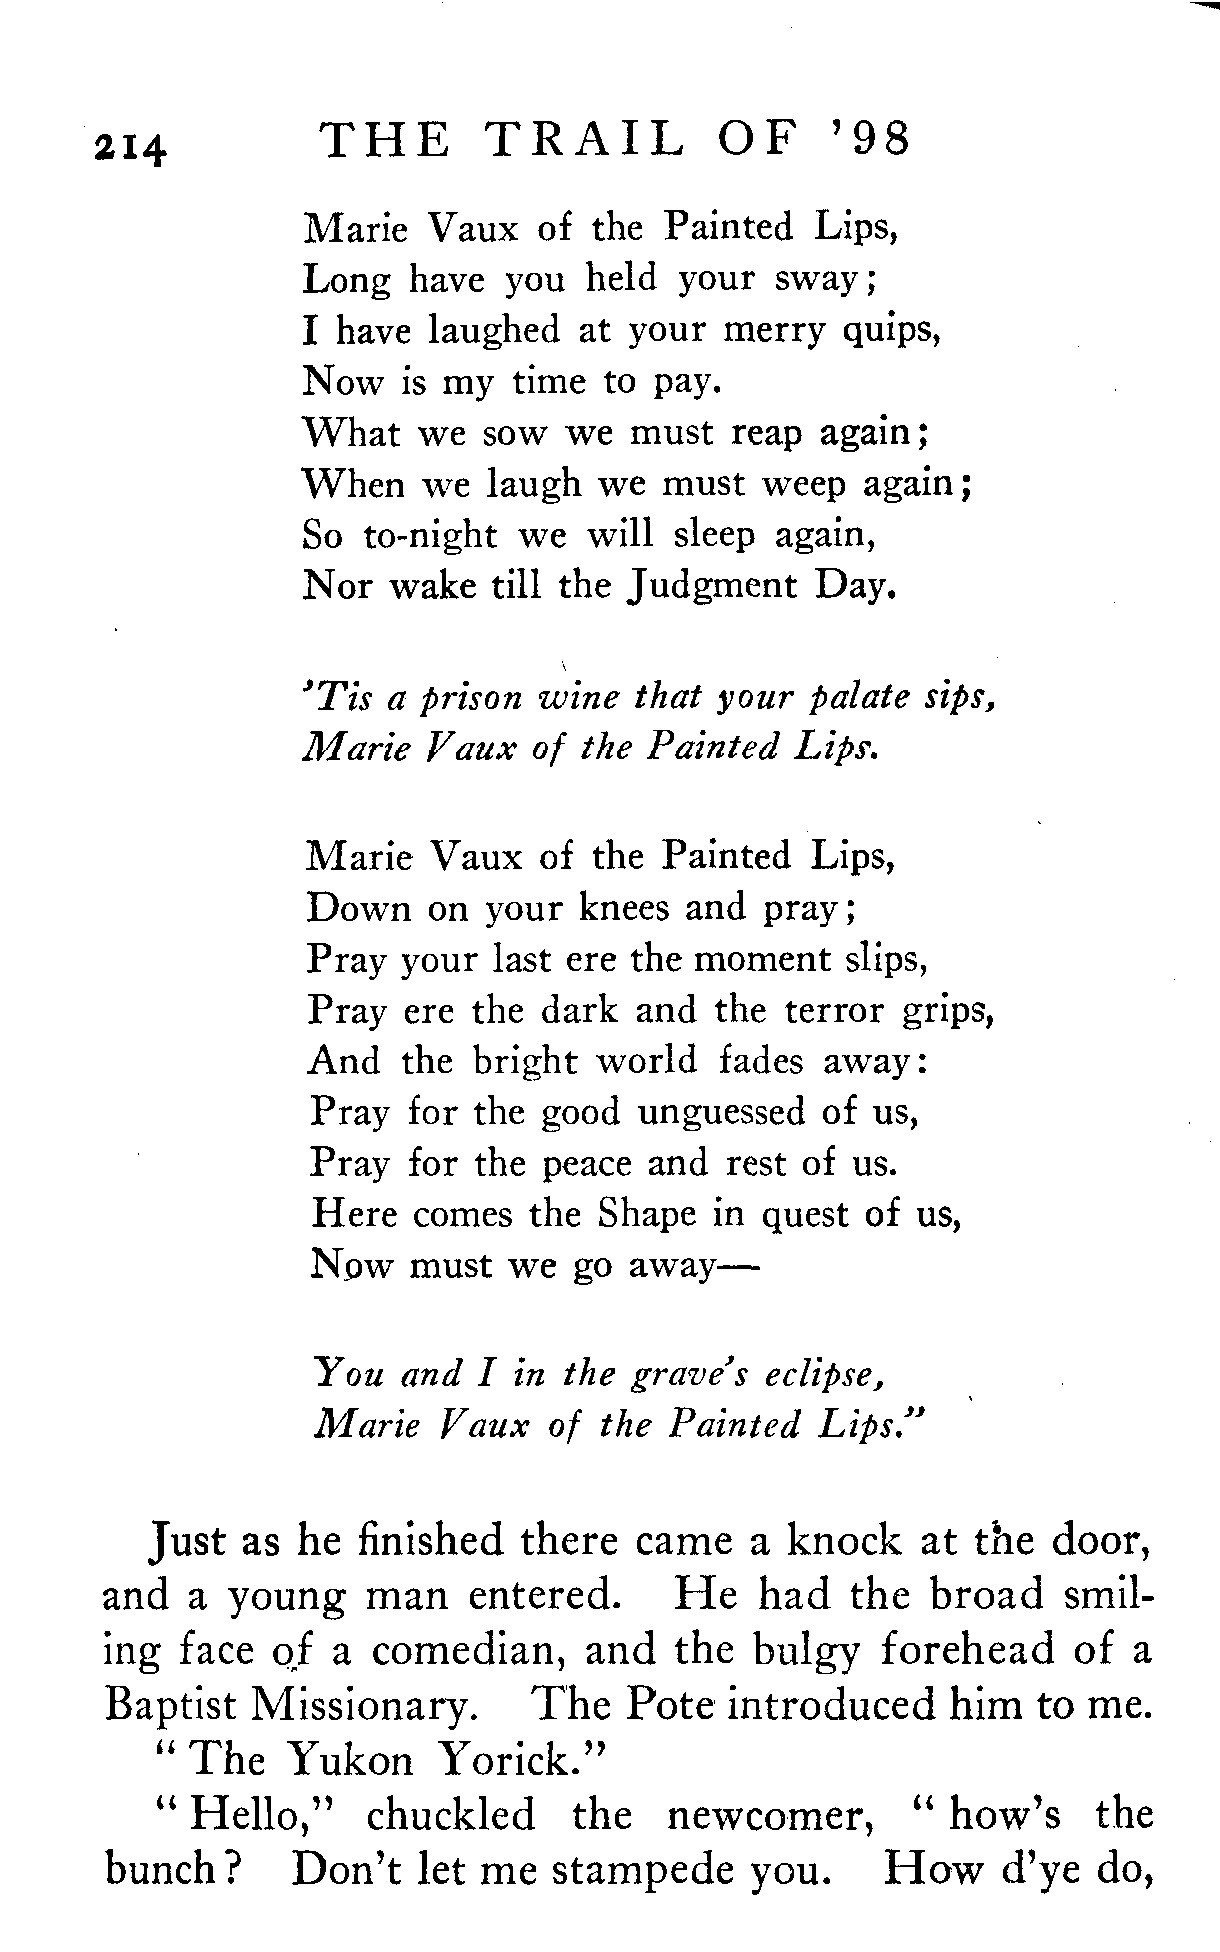 214 THE TRAIL OF '98
Marie Vaux of the Painted Lips,
Long have you held your sway;
I have laughed at your merry quips,
Now is my time to pay.
What we sow we must reap again;
When we laugh we must weep again;
So to-night we will sleep again,
Nor wake till the Judgment Day.
'Tis a prison wine that your palate sips,
Marie Vaux of the Painted Lips.
Marie Vaux of the Painted Lips,
Down on your knees and pray;
Pray your last ere the moment slips,
Pray ere the dark and the terror grips,
And the bright world fades away:
Pray for the good unguessed of us,
Pray for the peace and rest of us.
Here comes the Shape in quest of us,
Now must we go away—
You and I in the grave's eclipse,
Marie Vaux of the Painted Lips."
Just as he finished there came a knock at the door,
and a young man entered. He had the broad smil-
ing face of a comedian, and the bulgy forehead of a
Baptist Missionary. The Pote introduced him to me.
"The Yukon Yorick."
"Hello," chuckled the newcomer, "how's the
bunch? Don't let me stampede you. How d'ye do,